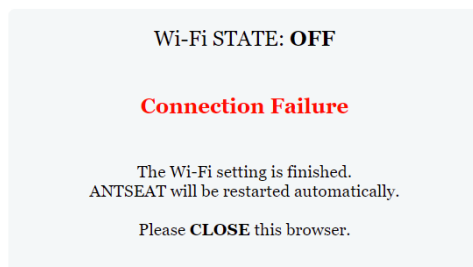 Wi-Fi STATE: OFF
Connection Failure
The Wi-Fi setting is finished.
ANTSEAT will be restarted automatically.
Please CLOSE this browser.